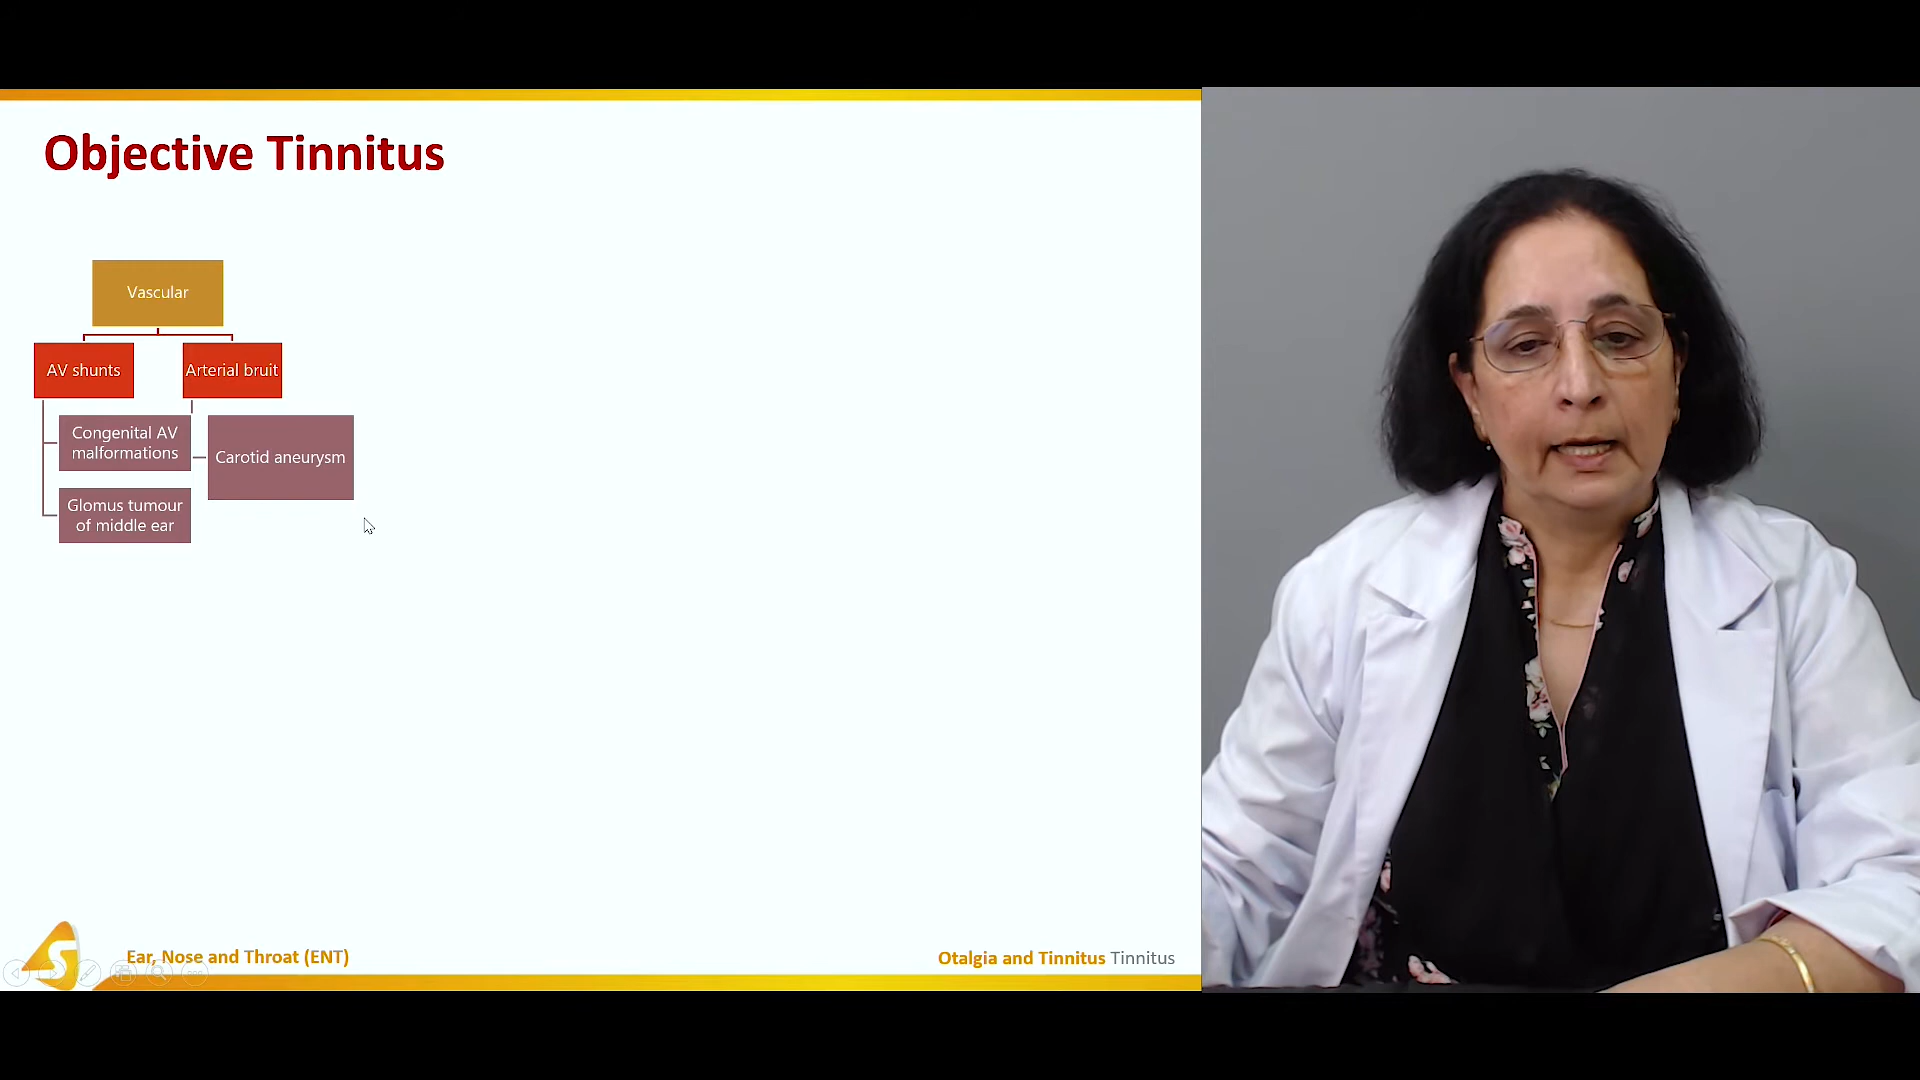 Objective Tinnitus
Vascular
AV shunts
Arterial bruit
Congenital AV
malformations
Carotid aneurysm
Glomus tumour
of middle ear
S
Ear, Nose and Throat (ENT)
Otalgia and Tinnitus Tinnitus